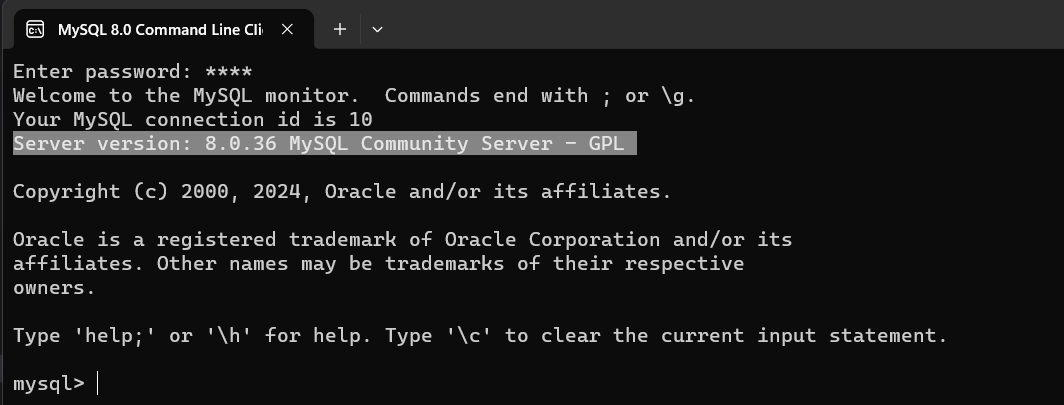 MySQL 8.0 Command Line Cli
Enter password: ****
Welcome to the MySQL monitor.  Commands end with ; or \g.
Your MySQL connection id is 10
Server version: 8.0.36 MySQL Community Server - GPL

Copyright (c) 2000, 2024, Oracle and/or its affiliates.

Oracle is a registered trademark of Oracle Corporation and/or its
affiliates. Other names may be trademarks of their respective
owners.

Type 'help;' or '\h' for help. Type '\c' to clear the current input statement.

mysql>